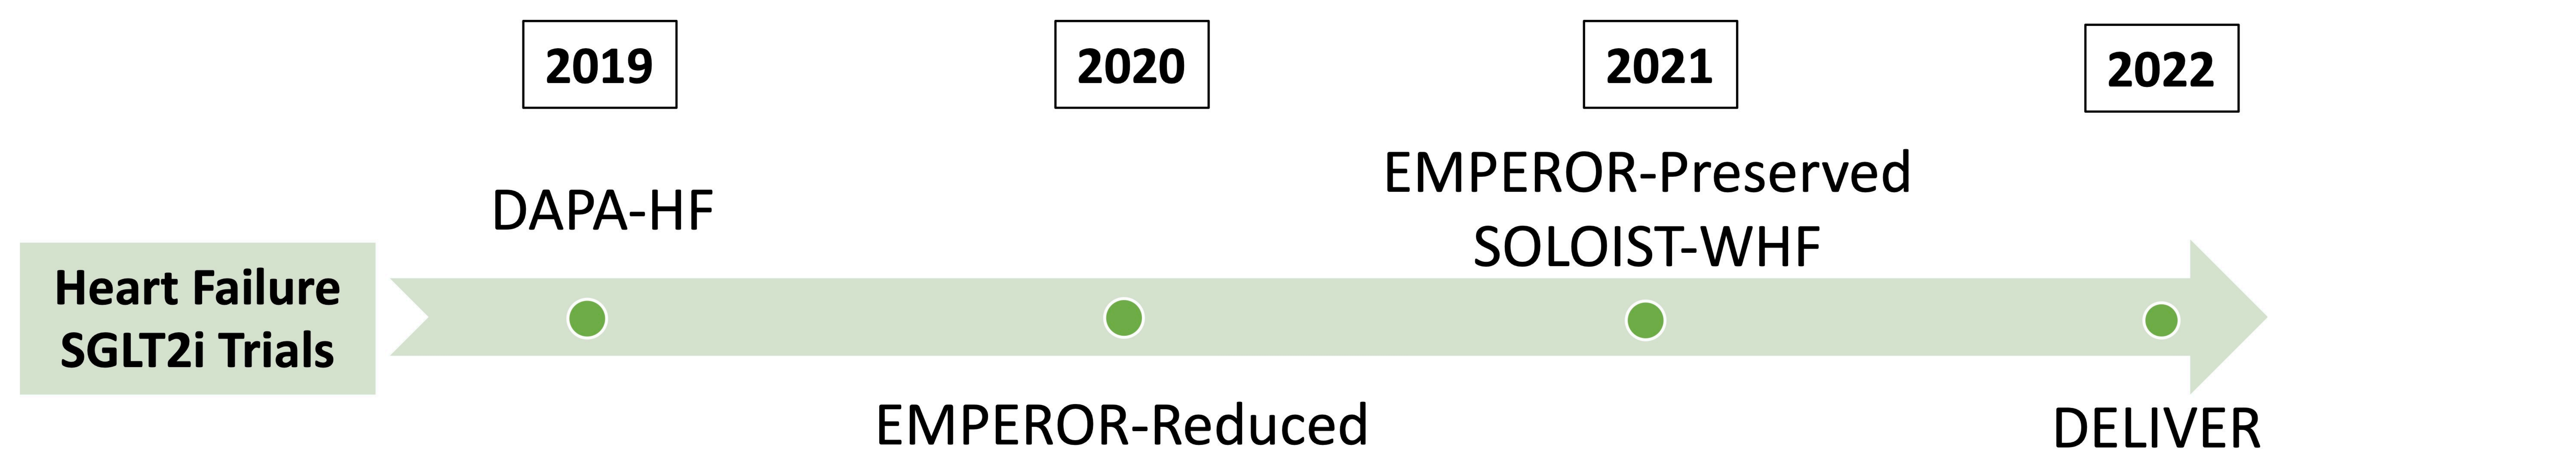 2019
2020
2021
2022
DAPA-HF
EMPEROR-Preserved
SOLOIST-WHF
Heart Failure
SGLT2i Trials
EMPEROR-Reduced
DELIVER